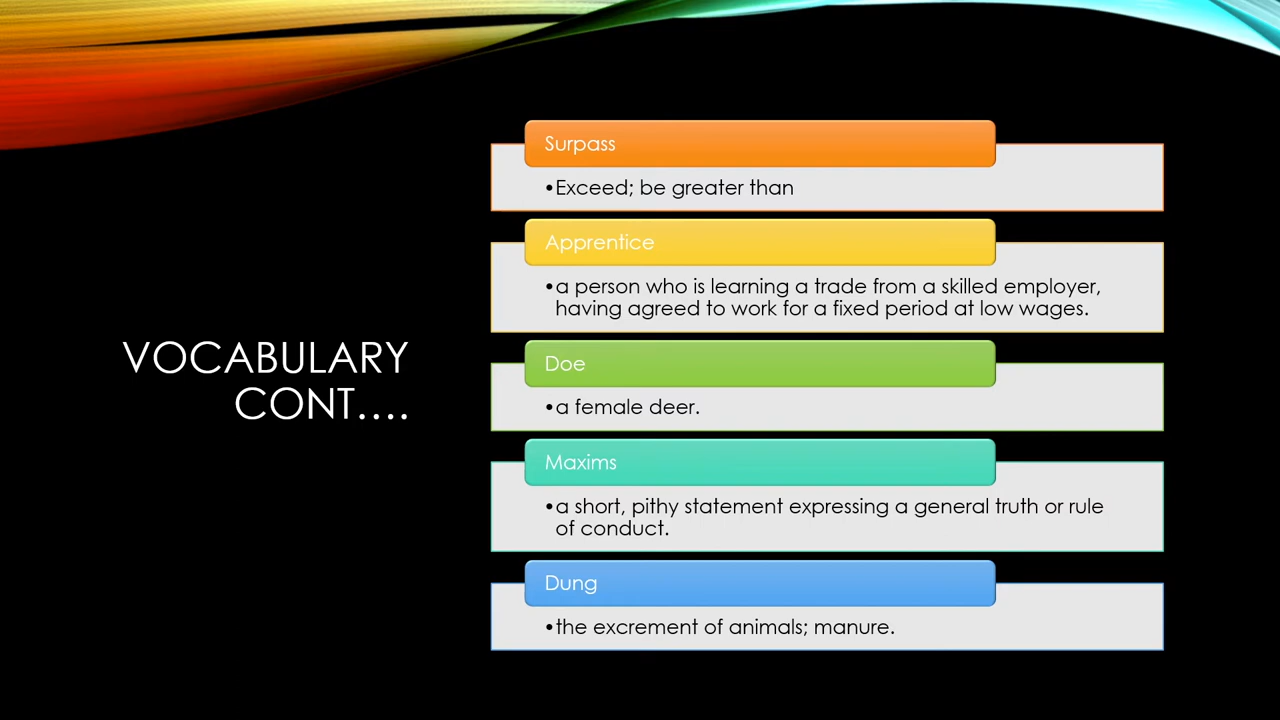 VOCABULARY
CONT....
Surpass
•Exceed; be greater than
Apprentice
•a person who is learning a trade from a skilled employer,
having agreed to work for a fixed period at low wages.
Doe
•a female deer.
Maxims
•a short, pithy statement expressing a general truth or rule
of conduct.
Dung
•the excrement of animals; manure.